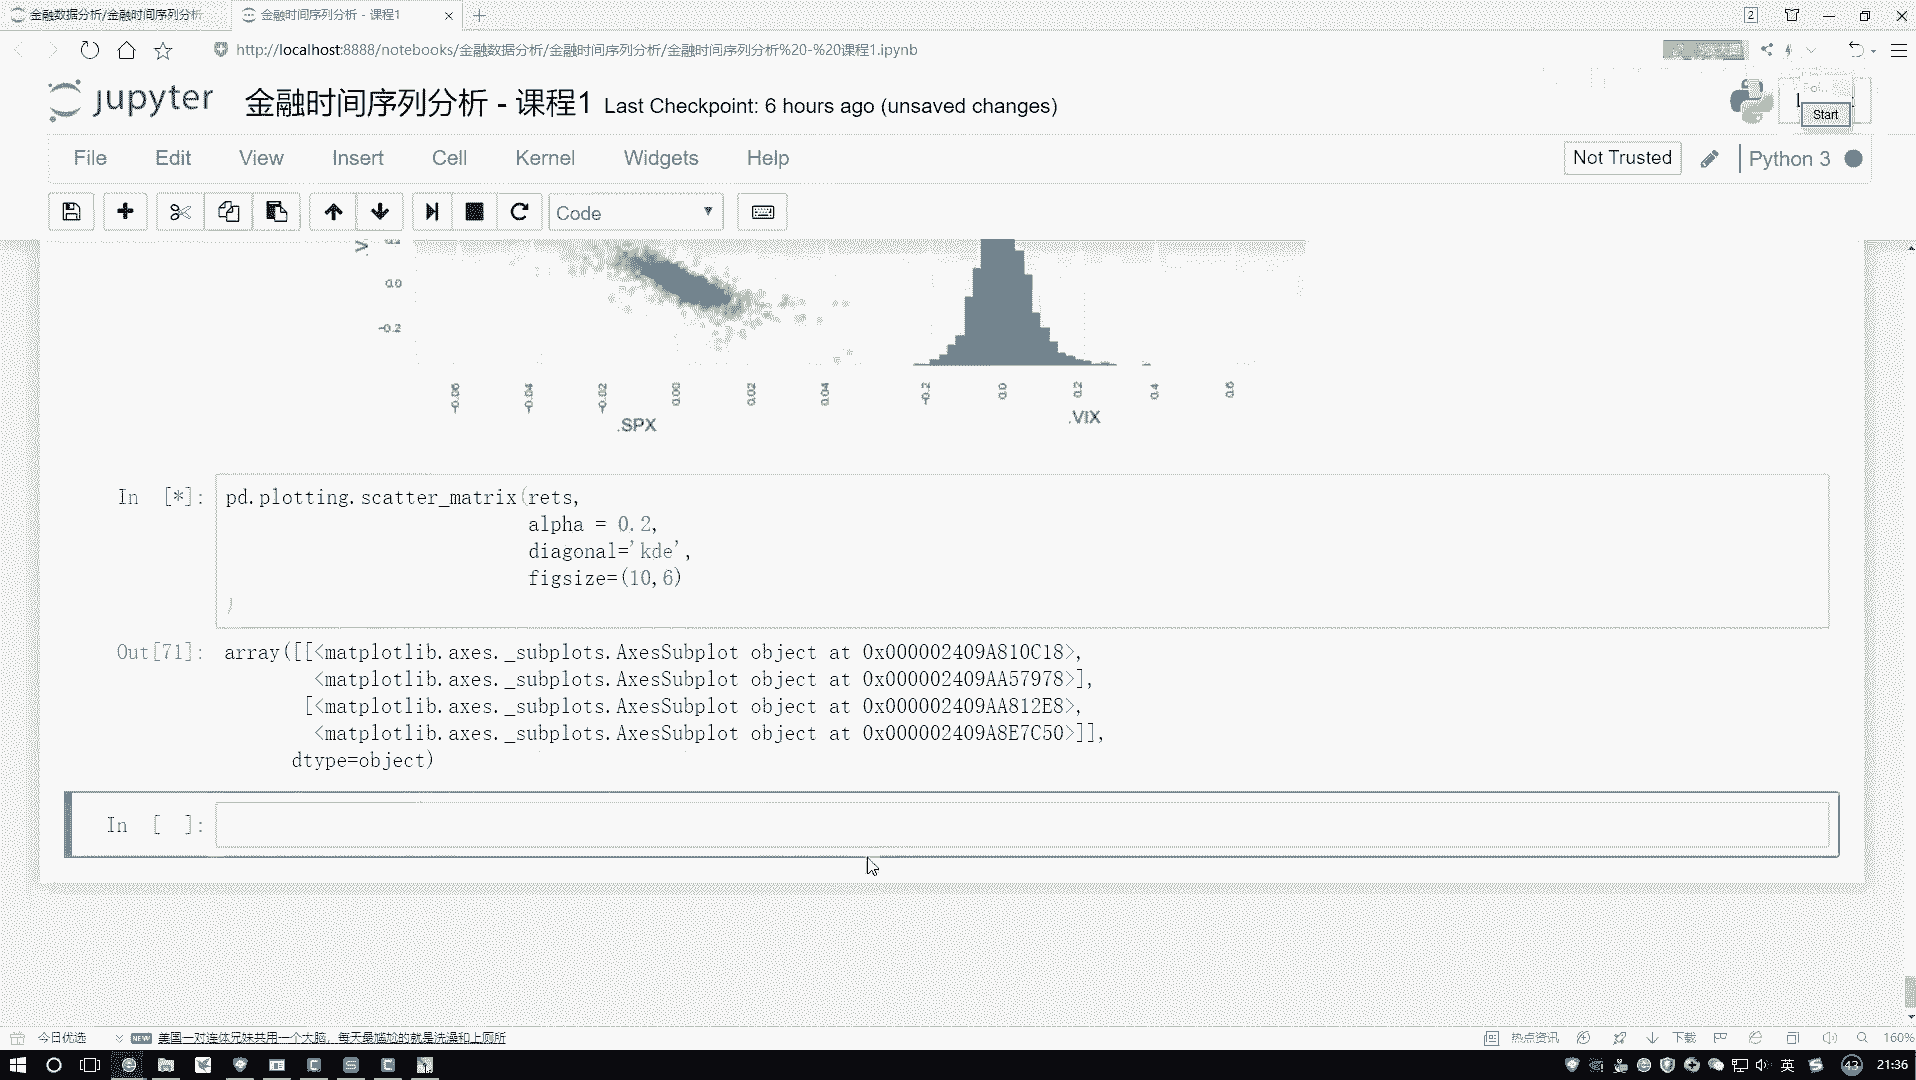 金融数据分析/金融时间序列分析
金融时间序列分析 - 课程1
2
http://localhost:8888/notebooks/金融数据分析/金融时间序列分析/金融时间序列分析%20-%20课程1.ipynb
jupyter 金融时间序列分析 - 课程1 Last Checkpoint: 6 hours ago (unsaved changes)
Start
File Edit View Insert Cell Kernel Widgets Help
Not Trusted
Python 3
Code
0.0
-0.2
-0.06 -0.04 -0.02 0.00 0.02 0.04
-0.2 0.0 0.2 0.4 0.6
.SPX
.VIX
In [*]: pd.plotting.scatter_matrix(rets,
alpha = 0.2,
diagonal='kde',
figsize=(10,6)
)
Out[71]: array([[<matplotlib.axes._subplots.AxesSubplot object at 0x000002409A810C18>,
<matplotlib.axes._subplots.AxesSubplot object at 0x000002409AA57978>],
[<matplotlib.axes._subplots.AxesSubplot object at 0x000002409AA812E8>,
<matplotlib.axes._subplots.AxesSubplot object at 0x000002409A8E7C50>]],
dtype=object)
In [ ]:
今日优选
NEW 美国一对连体兄妹共用一个大脑，每天最尴尬的就是洗澡和上厕所
热点资讯
下载
160%
英
43
21:36